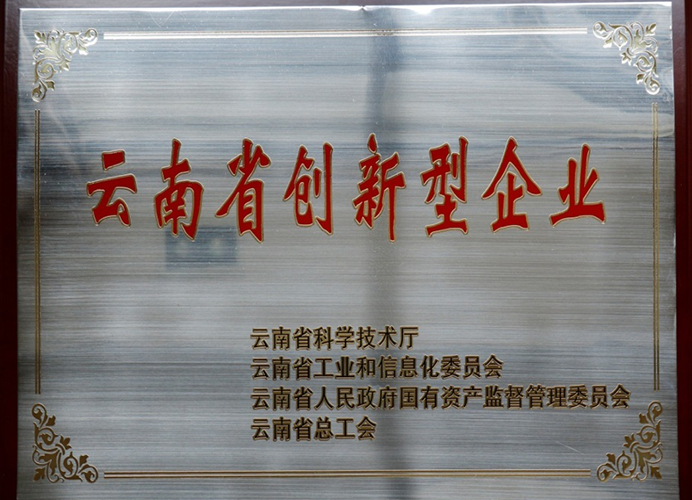 云南省创新型企业
云南省科学技术厅
云南省工业和信息化委员会
云南省人民政府国有资产监督管理委员会
云南省总工会